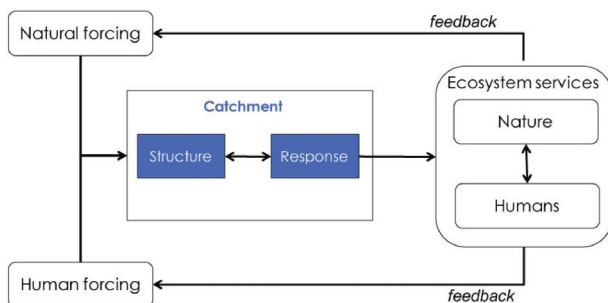 Natural forcing
feedback
Ecosystem services
Catchment
Nature
Structure
Response
Humans
Human forcing
feedback